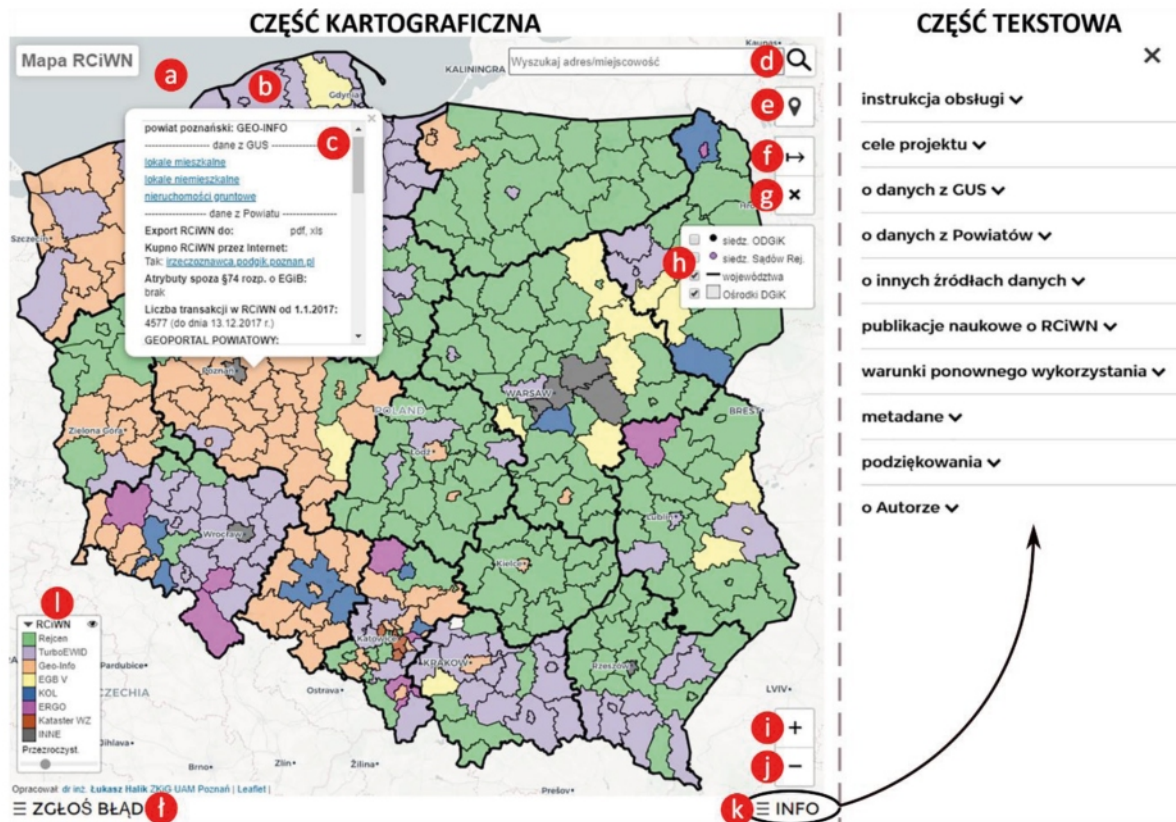 CZĘŚĆ KARTOGRAFICZNA
CZĘŚĆ TEKSTOWA
Mapa RCiWN
a
b
KALININGRA
Kaunas
Wyszukaj adres/miejscowość
d
Gdynia
e
powiat poznański: GEO-INFO
c
dane z GUS
lokale mieszkalne
lokale niemieszkalne
nieruchomości gruntowe
dane z Powiatu
Export RCiWN do: pdf, xls
Kupno RCiWN przez Internet:
Tak: irzeczoznawca.podgik.poznan.pl
Atrybuty spoza §74 rozp. o EGiB:
brak
Liczba transakcji w RCiWN od 1.1.2017:
4577 (do dnia 13.12.2017 r.)
GEOPORTAL POWIATOWY:
f
g
h
siedz. ODGiK
siedz. Sądów Rej.
województwa
Ośrodki DGiK
Szczecin
Poznań
WARSAW
POLAND
BREST
Zielona Góra
Łódź
Lublin
Wrocław
Kielce
Katowice
KRAKOW
Rzeszów
LVIV
Pardubice
CZECHIA
Ostrava
Jihlava
Brno
Zlín
Žilina
Prešov
l
RCiWN
Rejcen
TurboEWID
Geo-Info
EGB V
KOL
ERGO
Kataster WZ
INNE
Przezroczyst.
i +
j −
Opracował: dr inż. Łukasz Halik ZKiG UAM Poznań | Leaflet |
☰ ZGŁOŚ BŁĄD ł
k ☰ INFO
instrukcja obsługi
cele projektu
o danych z GUS
o danych z Powiatów
o innych źródłach danych
publikacje naukowe o RCiWN
warunki ponownego wykorzystania
metadane
podziękowania
o Autorze